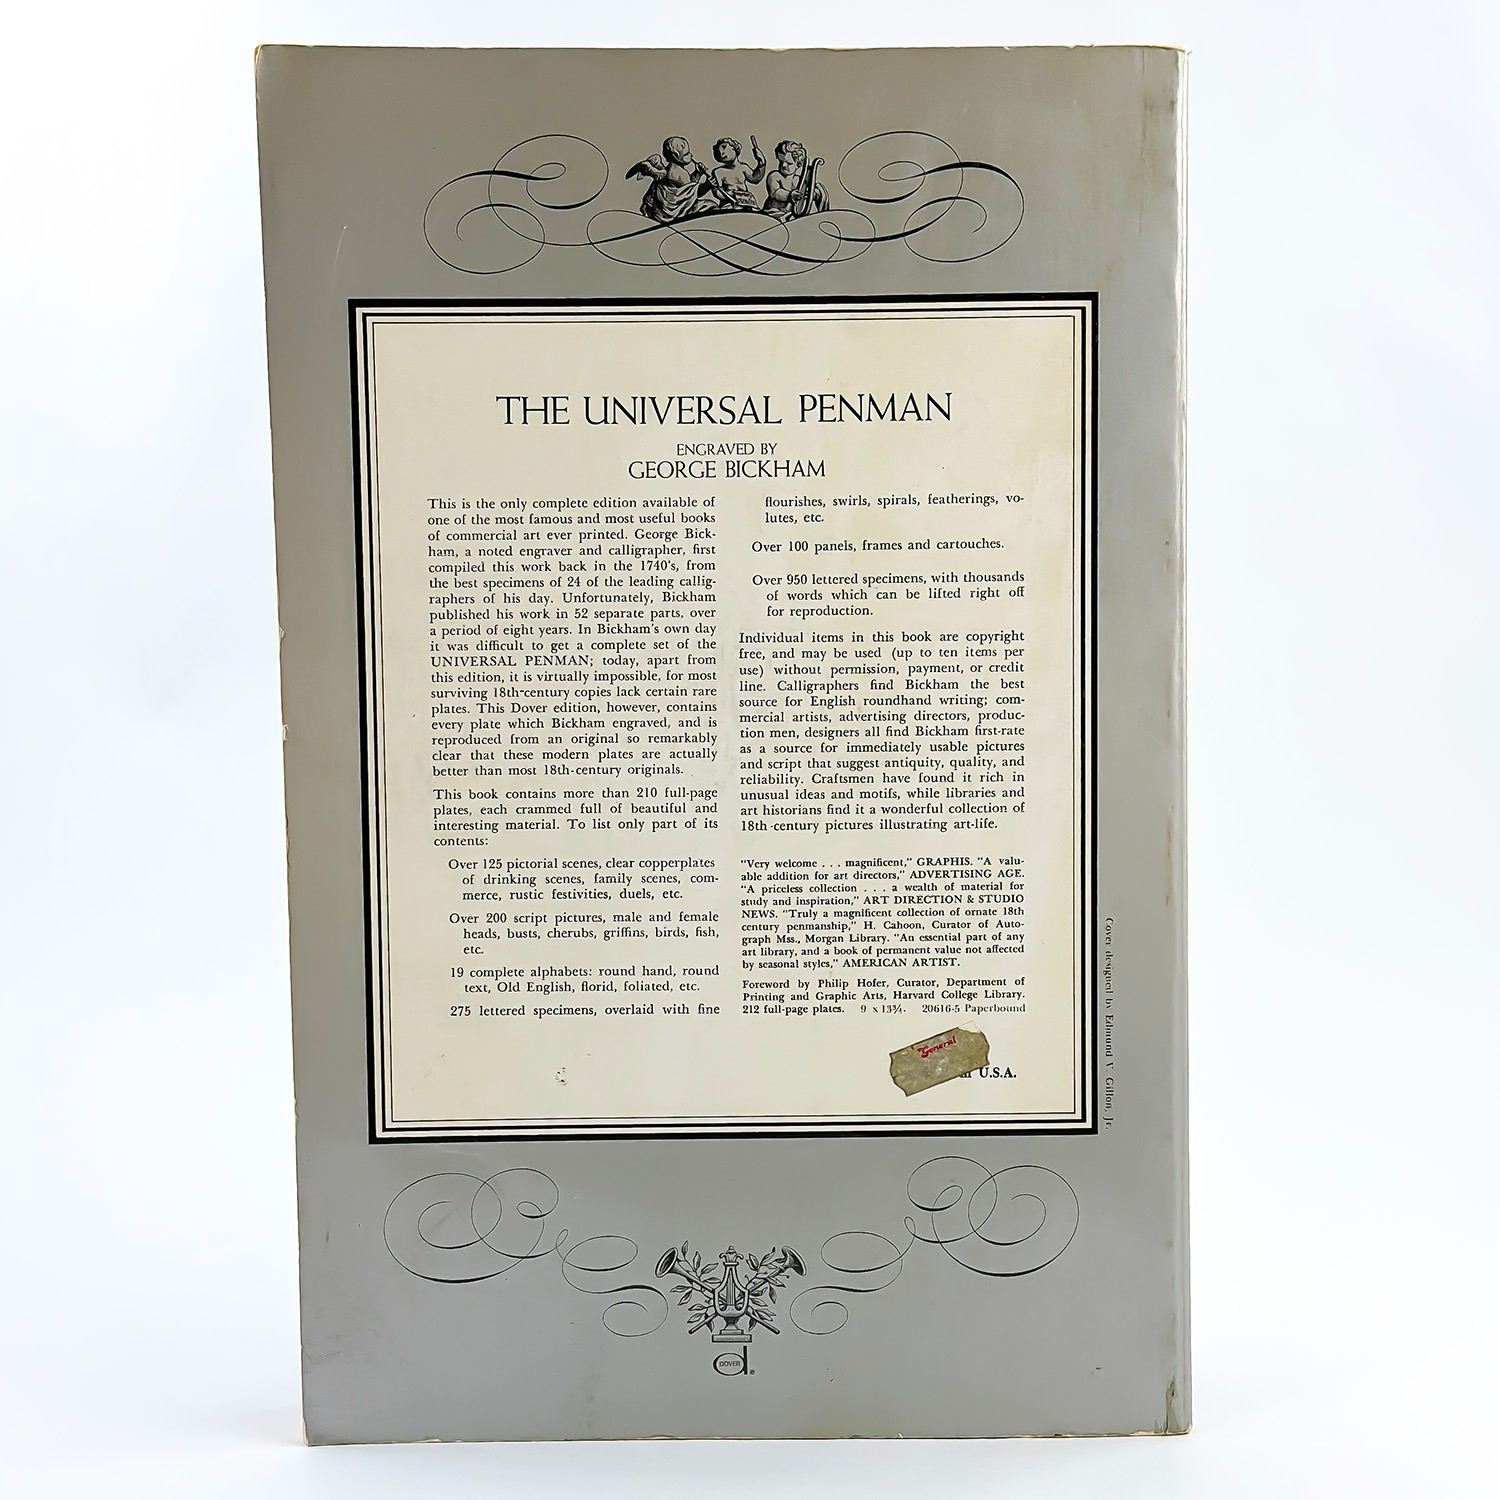 THE UNIVERSAL PENMAN
ENGRAVED BY
GEORGE BICKHAM
This is the only complete edition available of
one of the most famous and most useful books
of commercial art ever printed. George Bick-
ham, a noted engraver and calligrapher, first
compiled this work back in the 1740's, from
the best specimens of 24 of the leading callig-
raphers of his day. Unfortunately, Bickham
published his work in 52 separate parts, over
a period of eight years. In Bickham's own day
it was difficult to get a complete set of the
UNIVERSAL PENMAN; today, apart from
this edition, it is virtually impossible, for most
surviving 18th-century copies lack certain rare
plates. This Dover edition, however, contains
every plate which Bickham engraved, and is
reproduced from an original so remarkably
clear that these modern plates are actually
better than most 18th-century originals.
This book contains more than 210 full-page
plates, each crammed full of beautiful and
interesting material. To list only part of its
contents:
Over 125 pictorial scenes, clear copperplates
of drinking scenes, family scenes, com-
merce, rustic festivities, duels, etc.
Over 200 script pictures, male and female
heads, busts, cherubs, griffins, birds, fish,
etc.
19 complete alphabets: round hand, round
text, Old English, florid, foliated, etc.
275 lettered specimens, overlaid with fine
flourishes, swirls, spirals, featherings, vo-
lutes, etc.
Over 100 panels, frames and cartouches.
Over 950 lettered specimens, with thousands
of words which can be lifted right off
for reproduction.
Individual items in this book are copyright
free, and may be used (up to ten items per
use) without permission, payment, or credit
line. Calligraphers find Bickham the best
source for English roundhand writing; com-
mercial artists, advertising directors, produc-
tion men, designers all find Bickham first-rate
as a source for immediately usable pictures
and script that suggest antiquity, quality, and
reliability. Craftsmen have found it rich in
unusual ideas and motifs, while libraries and
art historians find it a wonderful collection of
18th-century pictures illustrating art-life.
"Very welcome . . . magnificent," GRAPHIS. "A valu-
able addition for art directors," ADVERTISING AGE.
"A priceless collection . . . a wealth of material for
study and inspiration," ART DIRECTION & STUDIO
NEWS. "Truly a magnificent collection of ornate 18th
century penmanship," H. Cahoon, Curator of Auto-
graph Mss., Morgan Library. "An essential part of any
art library, and a book of permanent value not affected
by seasonal styles," AMERICAN ARTIST.
Foreword by Philip Hofer, Curator, Department of
Printing and Graphic Arts, Harvard College Library.
212 full-page plates. 9 x 13¾. 20616-5 Paperbound
General
U.S.A.
Cover designed by Edmund V. Gillon, Jr.
DOVER
d®